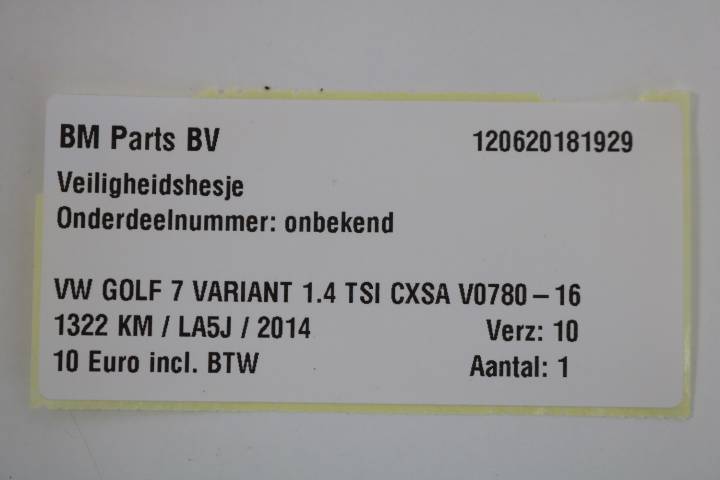 BM Parts BV 120620181929
Veiligheidshesje
Onderdeelnummer: onbekend
VW GOLF 7 VARIANT 1.4 TSI CXSA V0780-16
1322 KM / LA5J / 2014 Verz: 10
10 Euro incl. BTW Aantal: 1